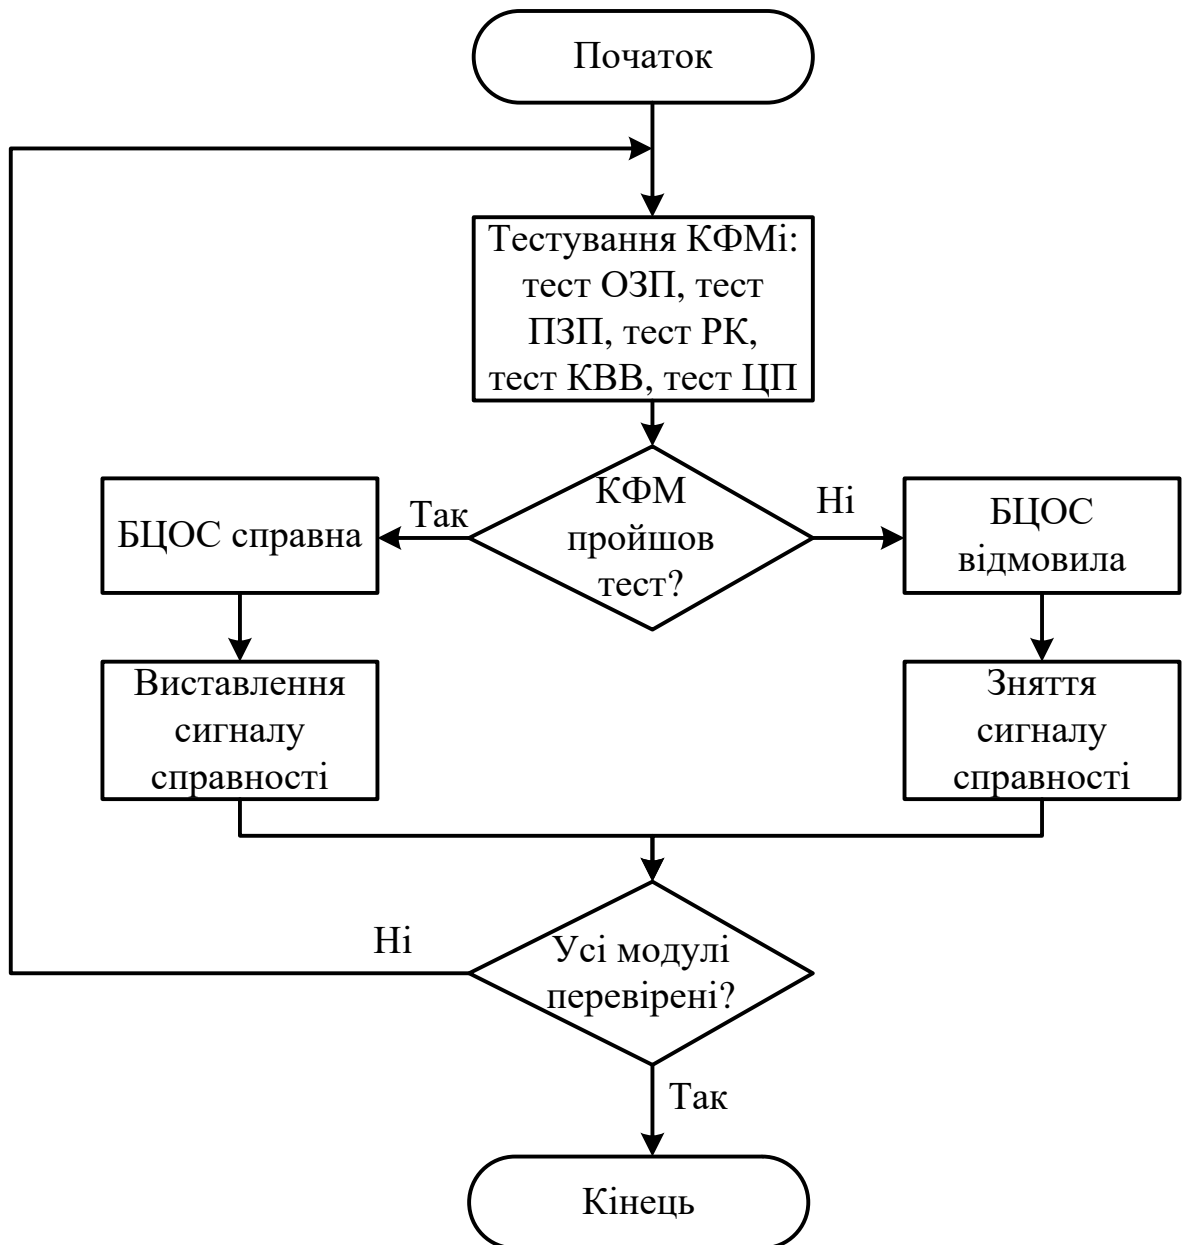 Початок
Тестування КФМі:
тест ОЗП, тест
ПЗП, тест РК,
тест КВВ, тест ЦП
КФМ
пройшов
тест?
Так
Ні
БЦОС справна
БЦОС
відмовила
Виставлення
сигналу
справності
Зняття
сигналу
справності
Ні
Усі модулі
перевірені?
Так
Кінець